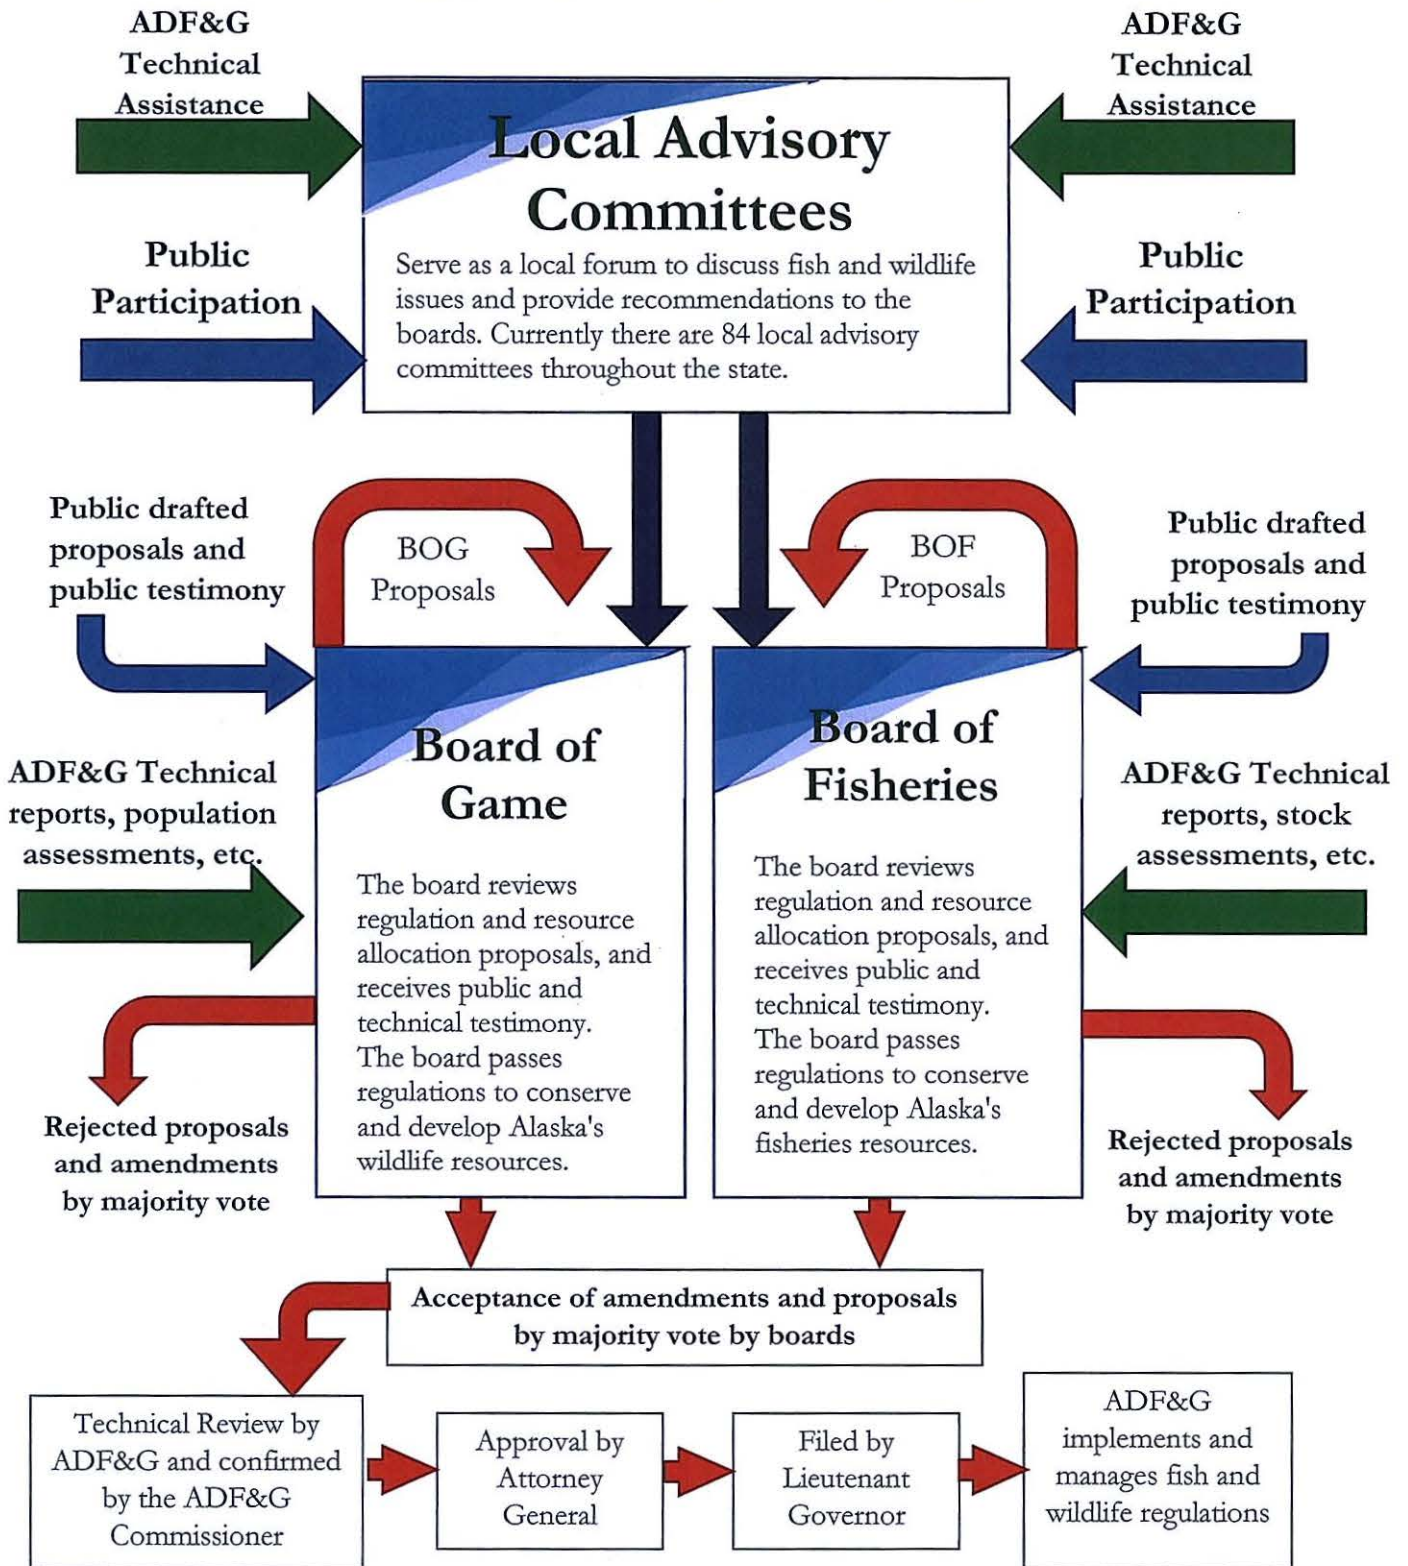 ADF&G
Technical
Assistance
ADF&G
Technical
Assistance
Local Advisory
Committees
Serve as a local forum to discuss fish and wildlife
issues and provide recommendations to the
boards. Currently there are 84 local advisory
committees throughout the state.
Public
Participation
Public
Participation
Public drafted
proposals and
public testimony
BOG
Proposals
BOF
Proposals
Public drafted
proposals and
public testimony
ADF&G Technical
reports, population
assessments, etc.
Board of
Game
The board reviews
regulation and resource
allocation proposals, and
receives public and
technical testimony.
The board passes
regulations to conserve
and develop Alaska's
wildlife resources.
Board of
Fisheries
The board reviews
regulation and resource
allocation proposals, and
receives public and
technical testimony.
The board passes
regulations to conserve
and develop Alaska's
fisheries resources.
ADF&G Technical
reports, stock
assessments, etc.
Rejected proposals
and amendments
by majority vote
Rejected proposals
and amendments
by majority vote
Acceptance of amendments and proposals
by majority vote by boards
Technical Review by
ADF&G and confirmed
by the ADF&G
Commissioner
Approval by
Attorney
General
Filed by
Lieutenant
Governor
ADF&G
implements and
manages fish and
wildlife regulations